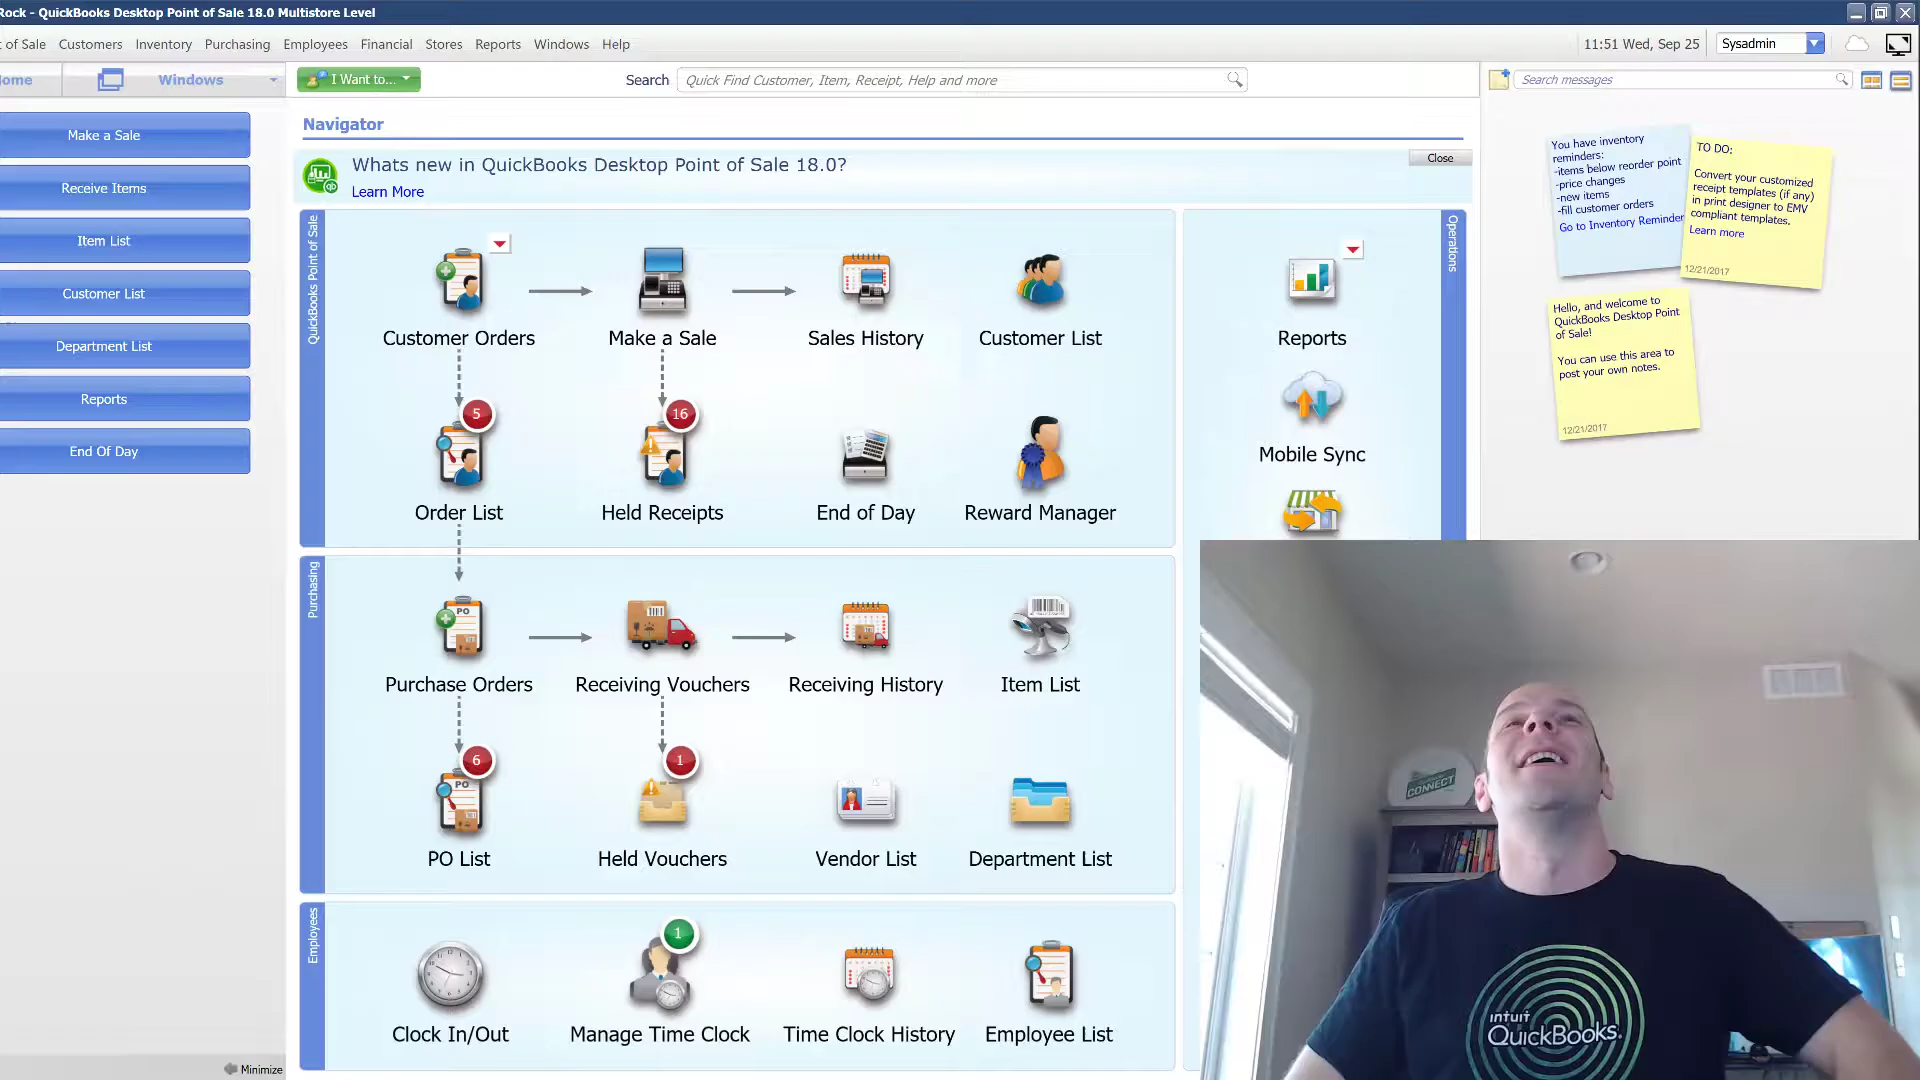 Rock - QuickBooks Desktop Point of Sale 18.0 Multistore Level
t of Sale Customers Inventory Purchasing Employees Financial Stores Reports Windows Help
11:51 Wed, Sep 25 Sysadmin
ome Windows
I Want to...
Search Quick Find Customer, Item, Receipt, Help and more
Search messages
Make a Sale
Receive Items
Item List
Customer List
Department List
Reports
End Of Day
Minimize
Navigator
Whats new in QuickBooks Desktop Point of Sale 18.0?
Learn More
Close
QuickBooks Point of Sale
Customer Orders
Make a Sale
Sales History
Customer List
5
16
Order List
Held Receipts
End of Day
Reward Manager
Purchasing
PO
Purchase Orders
Receiving Vouchers
Receiving History
Item List
6
1
PO
PO List
Held Vouchers
Vendor List
Department List
Employees
1
Clock In/Out
Manage Time Clock
Time Clock History
Employee List
Operations
Reports
Mobile Sync
You have inventory
reminders:
-items below reorder point
-price changes
-new items
-fill customer orders
Go to Inventory Reminder
TO DO:
Convert your customized
receipt templates (if any)
in print designer to EMV
compliant templates.
Learn more
12/21/2017
Hello, and welcome to
QuickBooks Desktop Point
of Sale!
You can use this area to
post your own notes.
12/21/2017
CONNECT
intuit
QuickBooks.